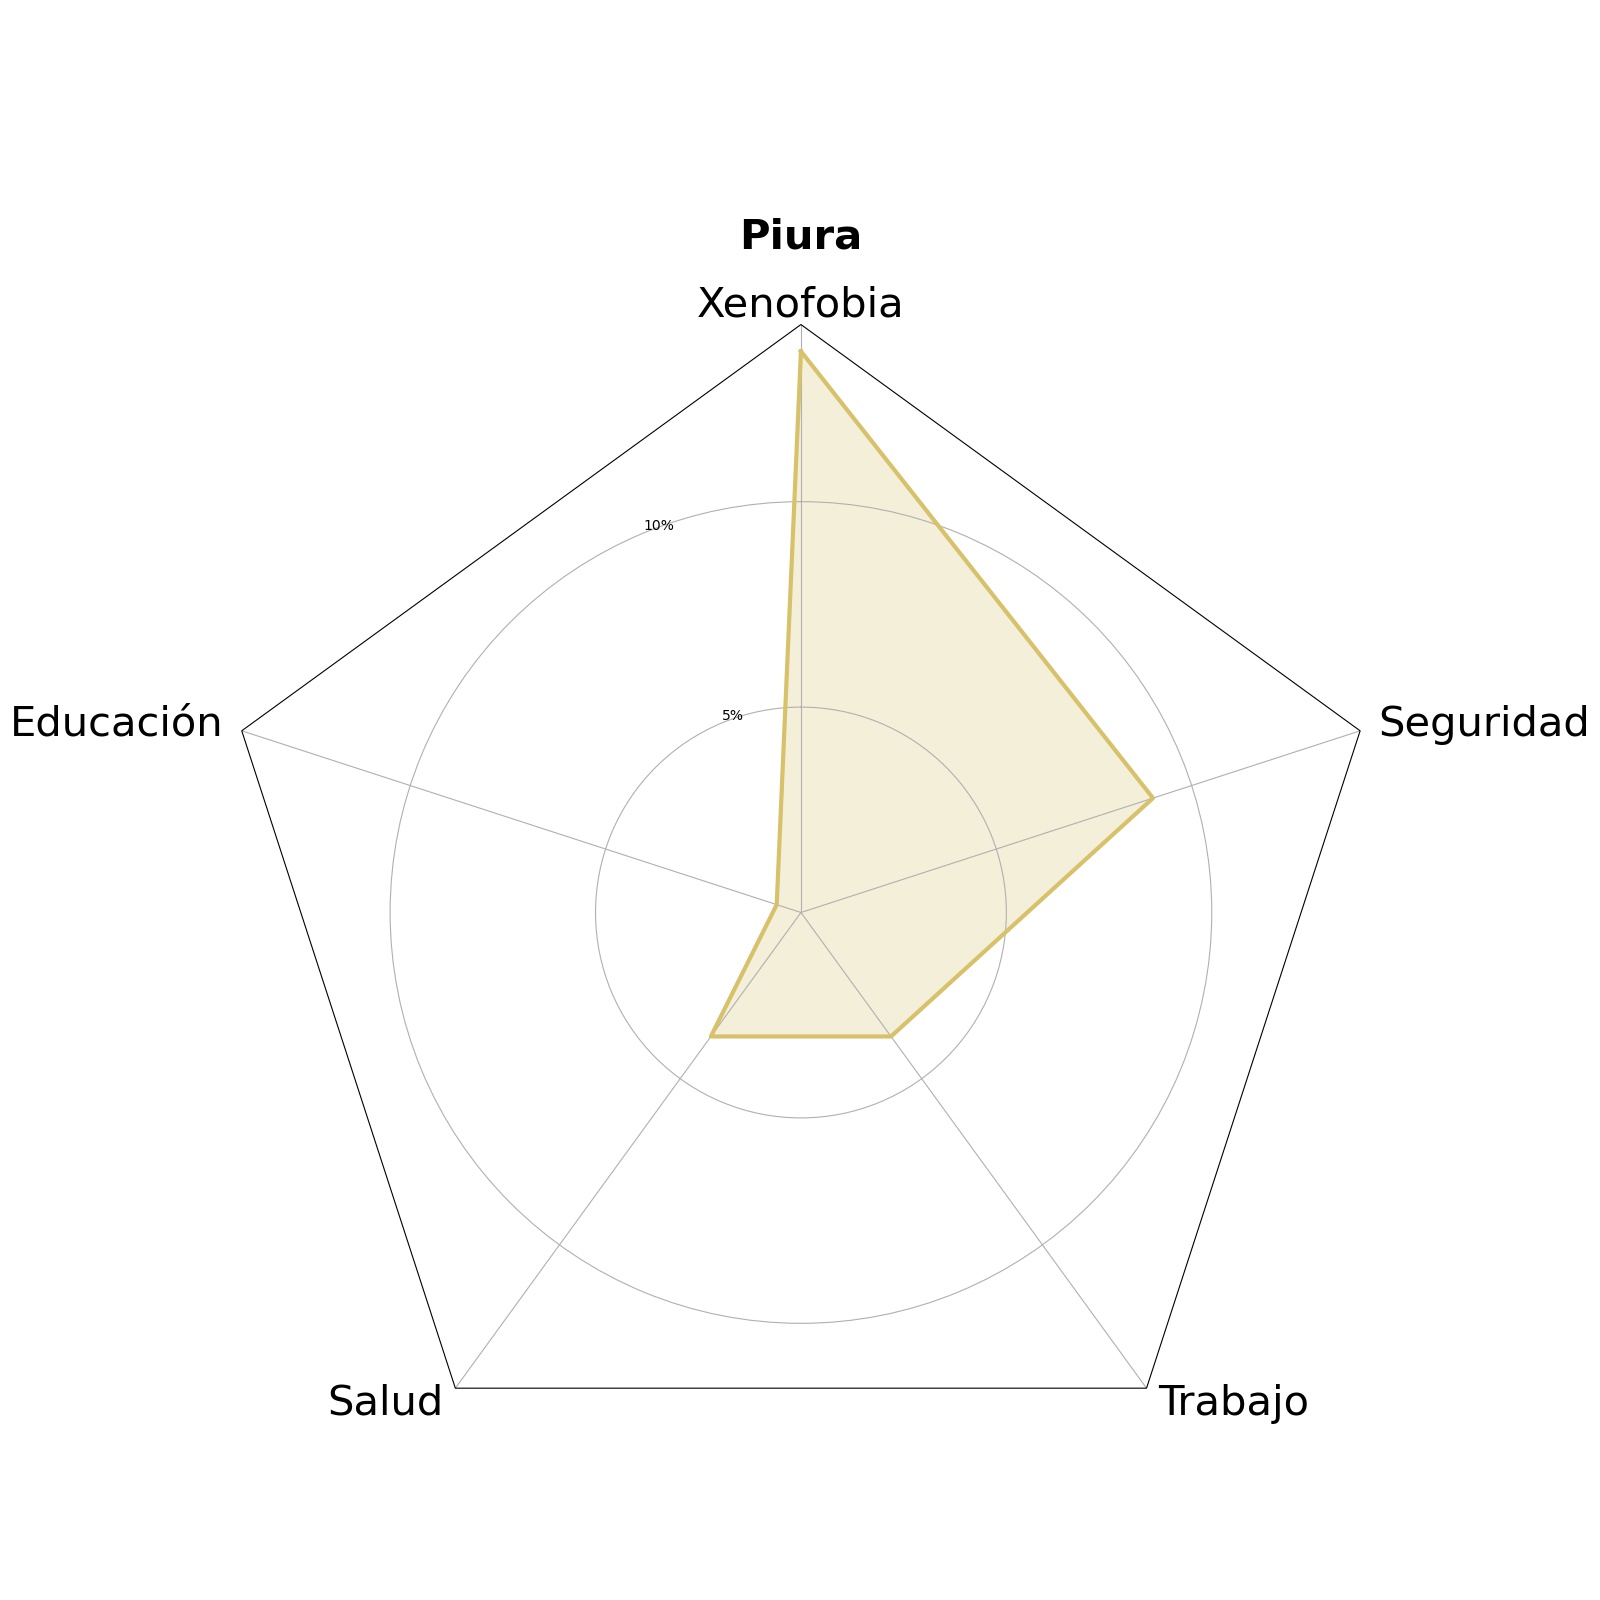 Piura
Xenofobia
10%
5%
Educación
Seguridad
Salud
Trabajo